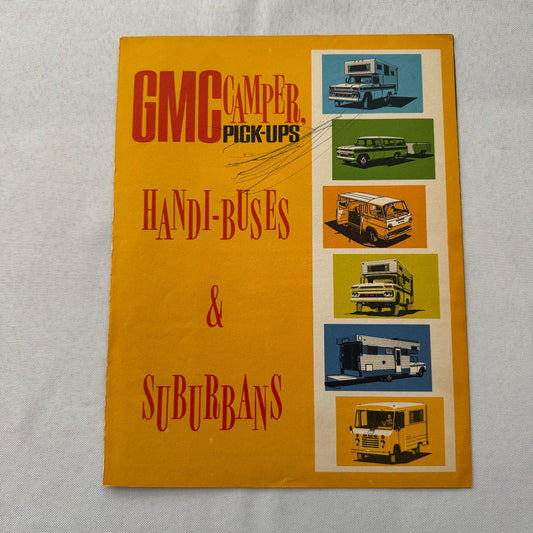 GMC CAMPER,
PICK-UPS
HANDI-BUSES
&
SUBURBANS